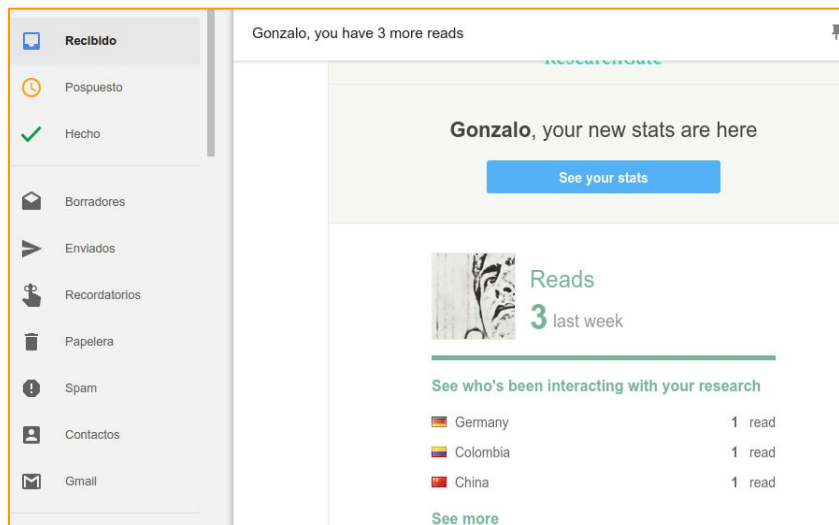 Recibido
Pospuesto
Hecho
Borradores
Enviados
Recordatorios
Papelera
Spam
Contactos
Gmail
Gonzalo, you have 3 more reads
ResearchGate
Gonzalo, your new stats are here
See your stats
Reads
3 last week
See who's been interacting with your research
Germany 1 read
Colombia 1 read
China 1 read
See more